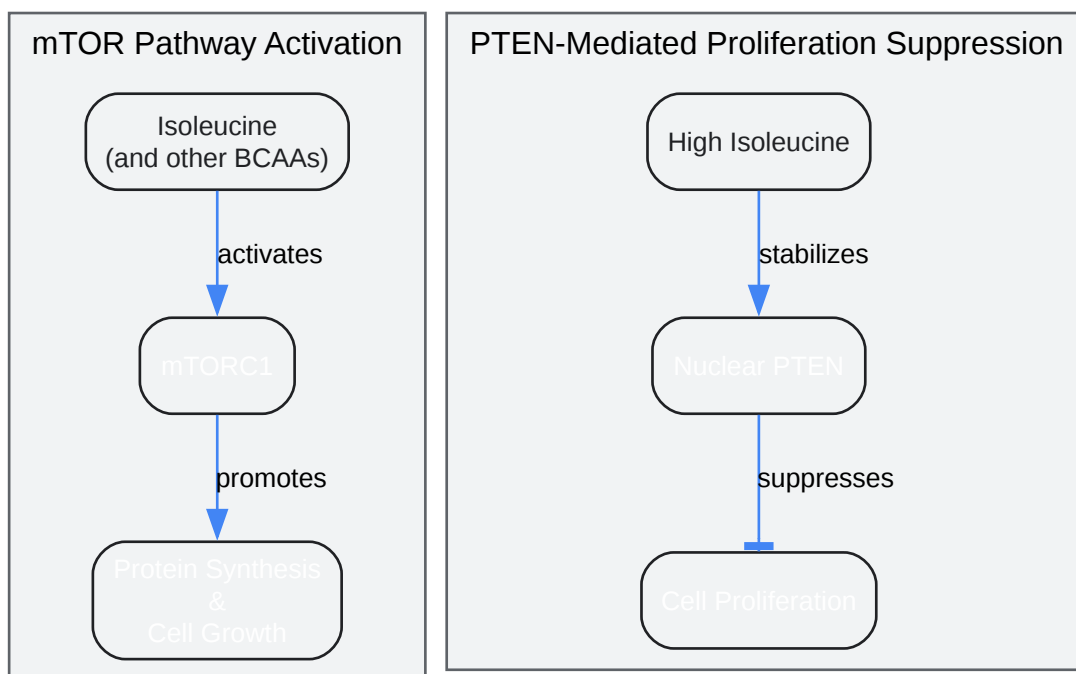 mTOR Pathway Activation
Isoleucine
(and other BCAAs)
activates
mTORC1
promotes
Protein Synthesis
&
Cell Growth
PTEN-Mediated Proliferation Suppression
High Isoleucine
stabilizes
Nuclear PTEN
suppresses
Cell Proliferation